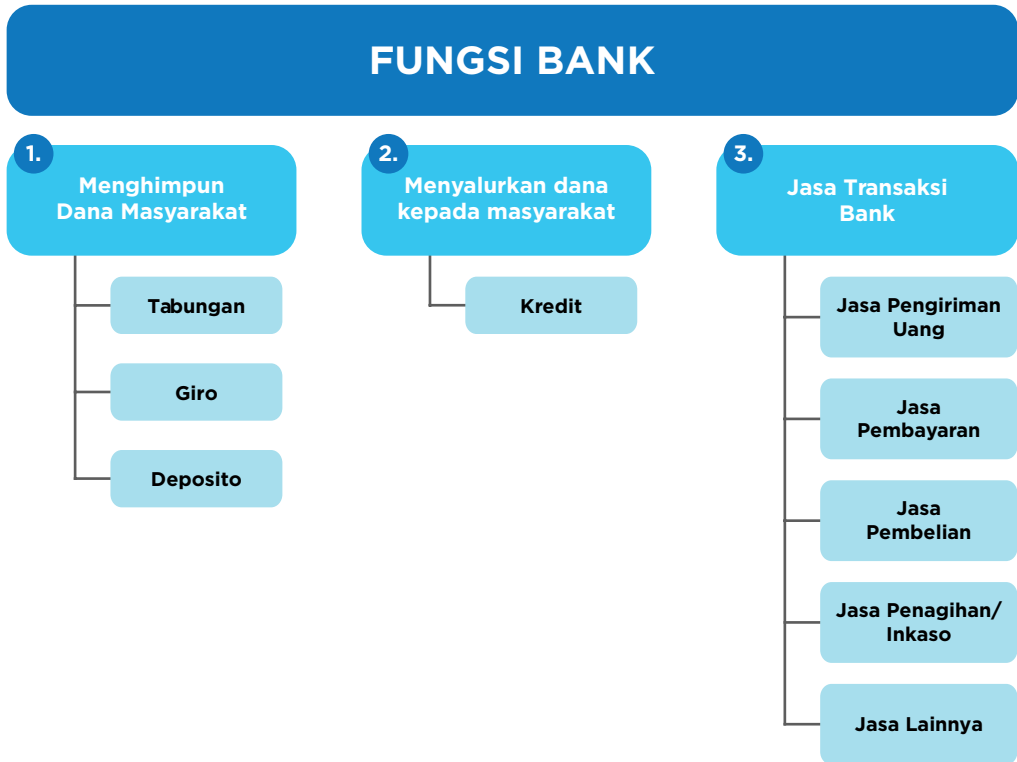 FUNGSI BANK
1.
Menghimpun
Dana Masyarakat
Tabungan
Giro
Deposito
2.
Menyalurkan dana
kepada masyarakat
Kredit
3.
Jasa Transaksi
Bank
Jasa Pengiriman
Uang
Jasa
Pembayaran
Jasa
Pembelian
Jasa Penagihan/
Inkaso
Jasa Lainnya